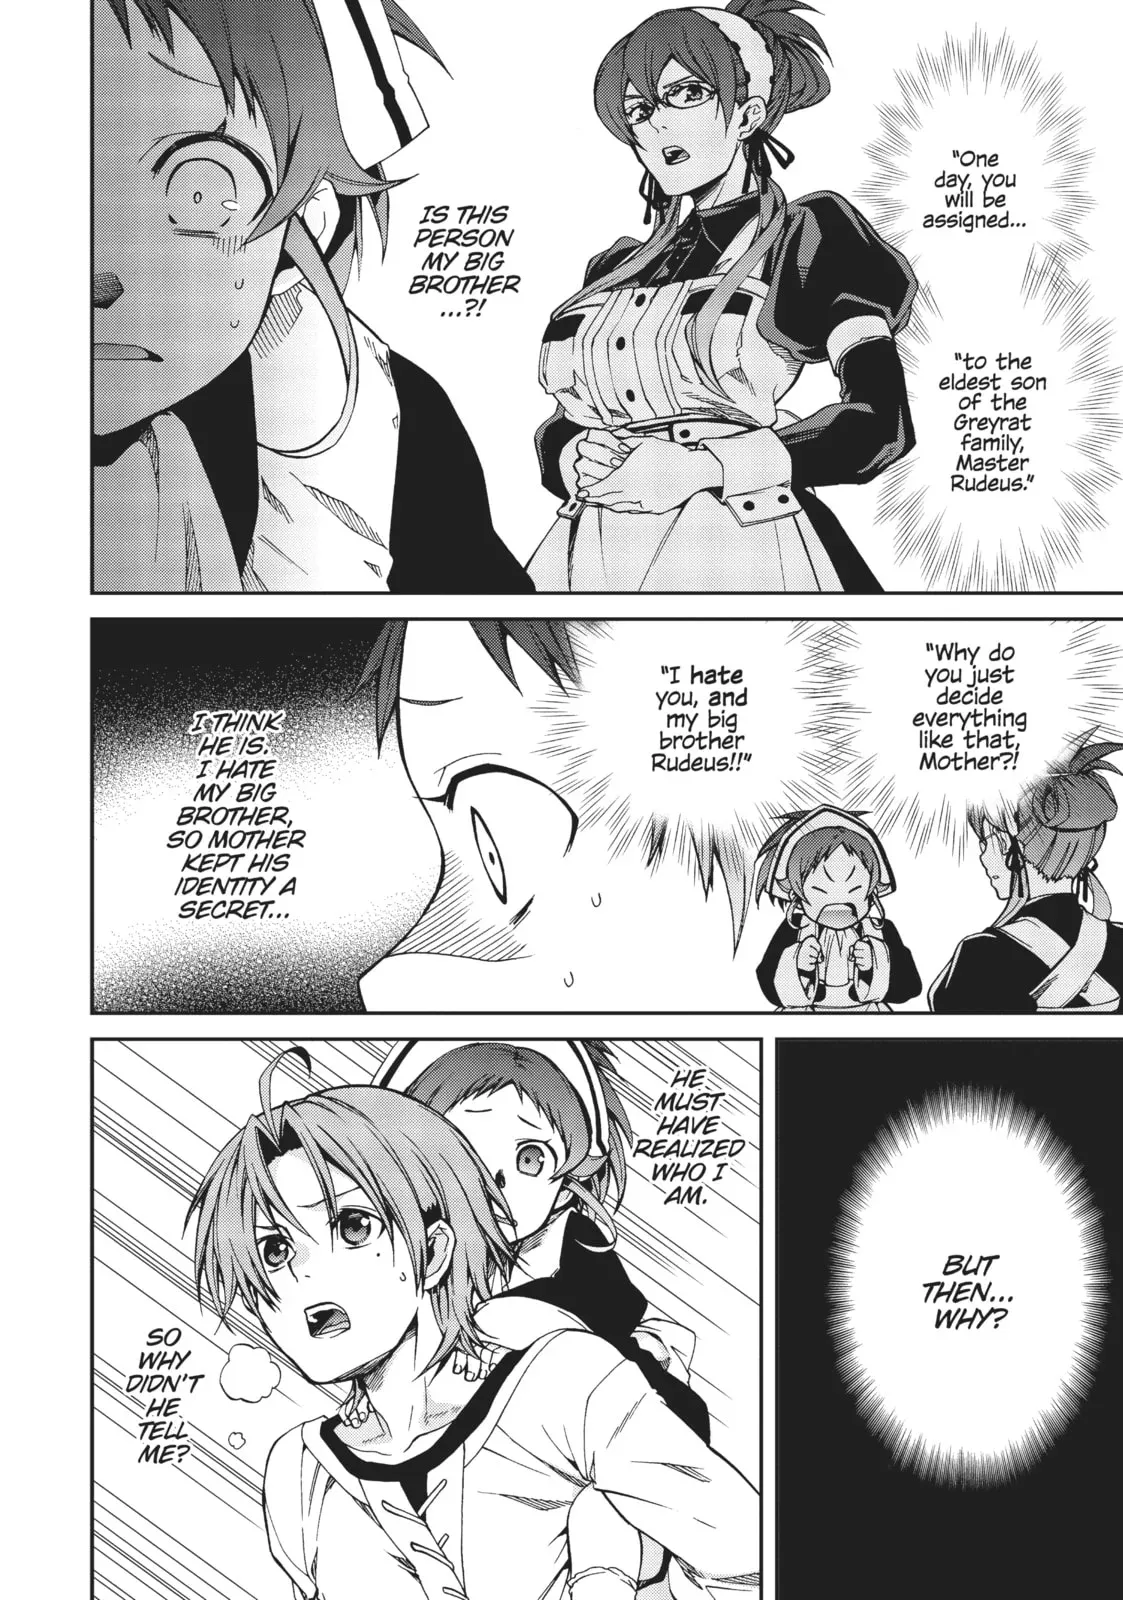 "One
day, you
will be
assigned...
"to the
eldest son
of the
Greyrat
family,
Master
Rudeus."
IS THIS
PERSON
MY BIG
BROTHER
...?!
"Why do
you just
decide
everything
like that,
Mother?!
"I hate
you, and
my big
brother
Rudeus!!"
I THINK
HE IS.
I HATE
MY BIG
BROTHER,
SO MOTHER
KEPT HIS
IDENTITY A
SECRET...
BUT
THEN...
WHY?
HE
MUST
HAVE
REALIZED
WHO I
AM.
SO
WHY
DIDN'T
HE
TELL
ME?